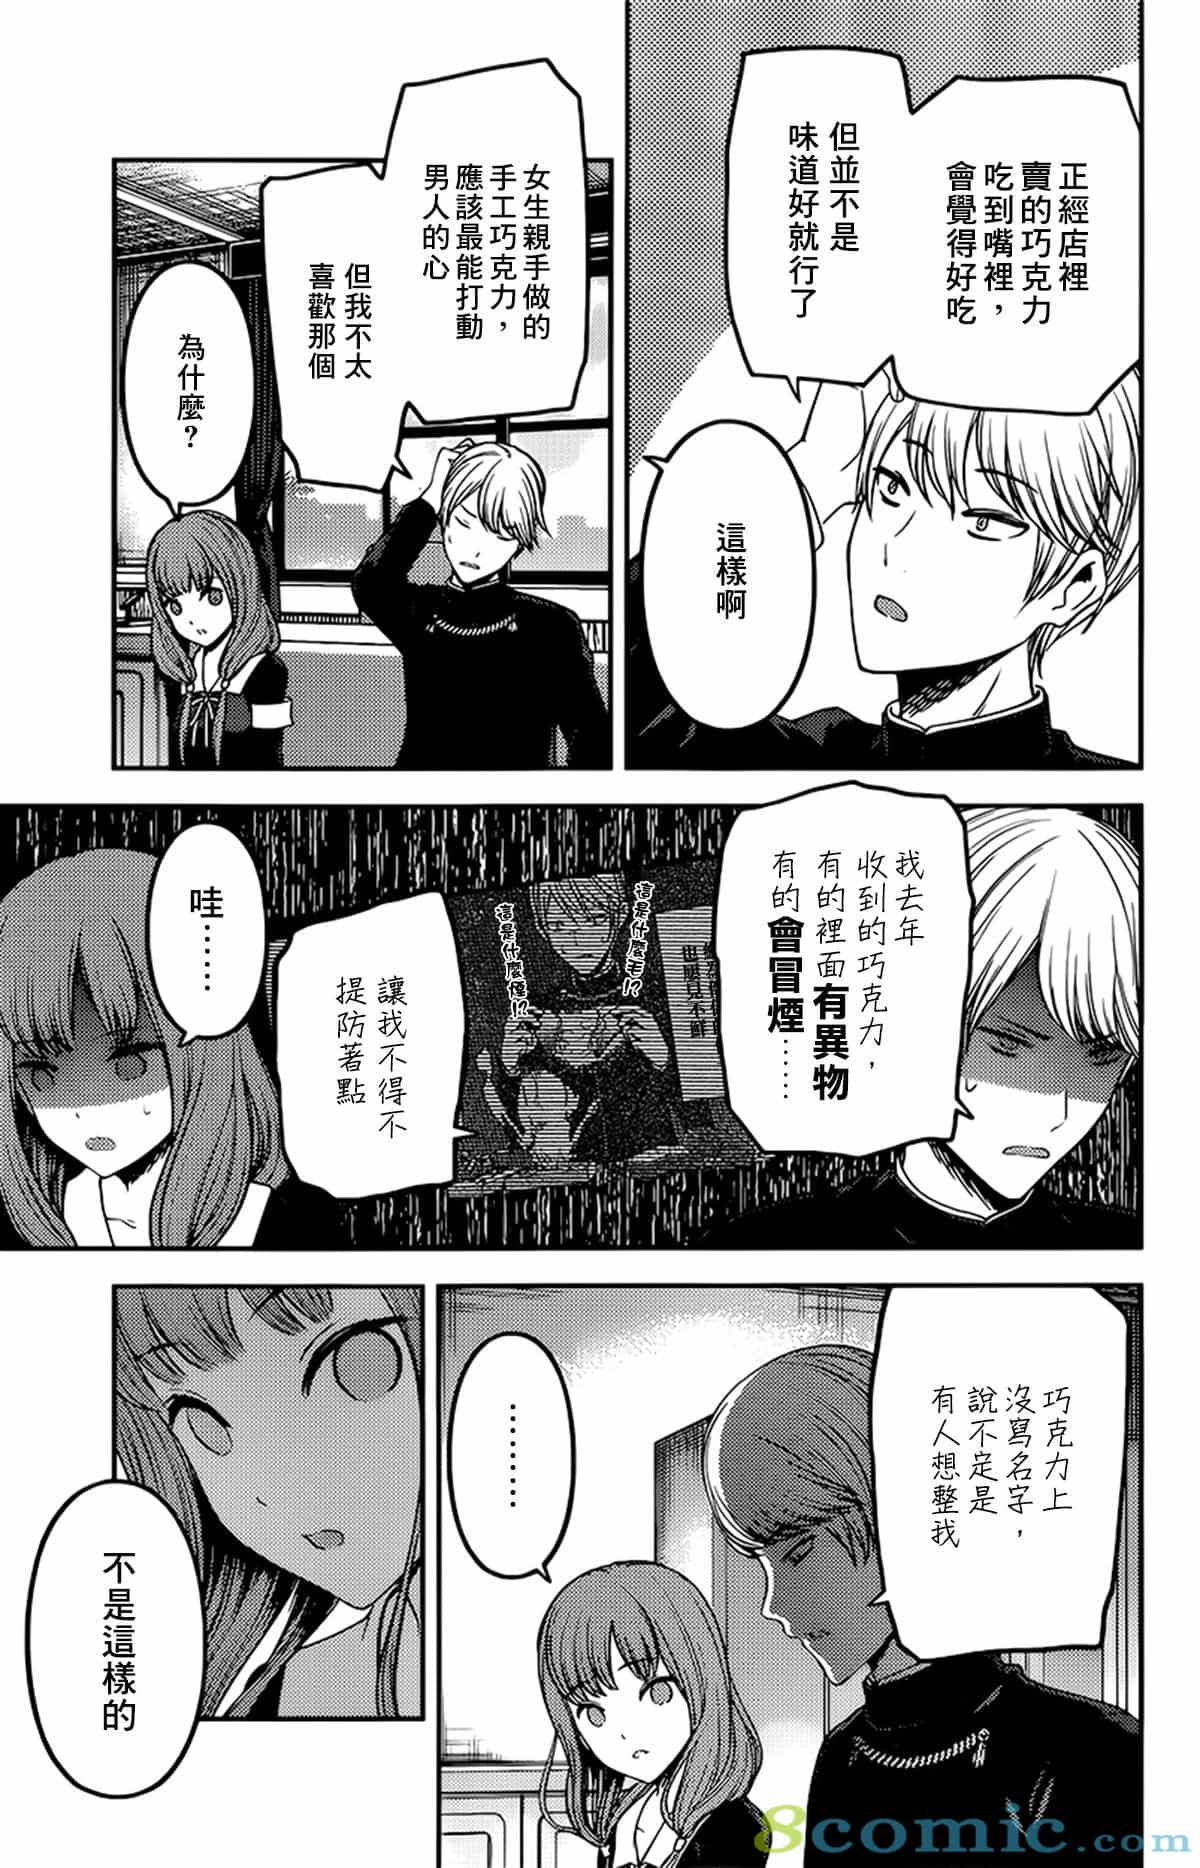 正經店裡
賣的巧克力
吃到嘴裡，
會覺得好吃
但並不是
味道好就行了
這樣啊
女生親手做的
手工巧克力，
應該最能打動
男人的心
但我不太
喜歡那個
為什麼?
我去年
收到的巧克力，
有的裡面有異物
有的會冒煙……
這是什麼毛!?
這是什麼煙!?
也屢見不鮮
讓我不得不
提防著點
哇……
巧克力上
沒寫名字，
說不定是
有人想整我
…………
不是這樣的
8comic.com